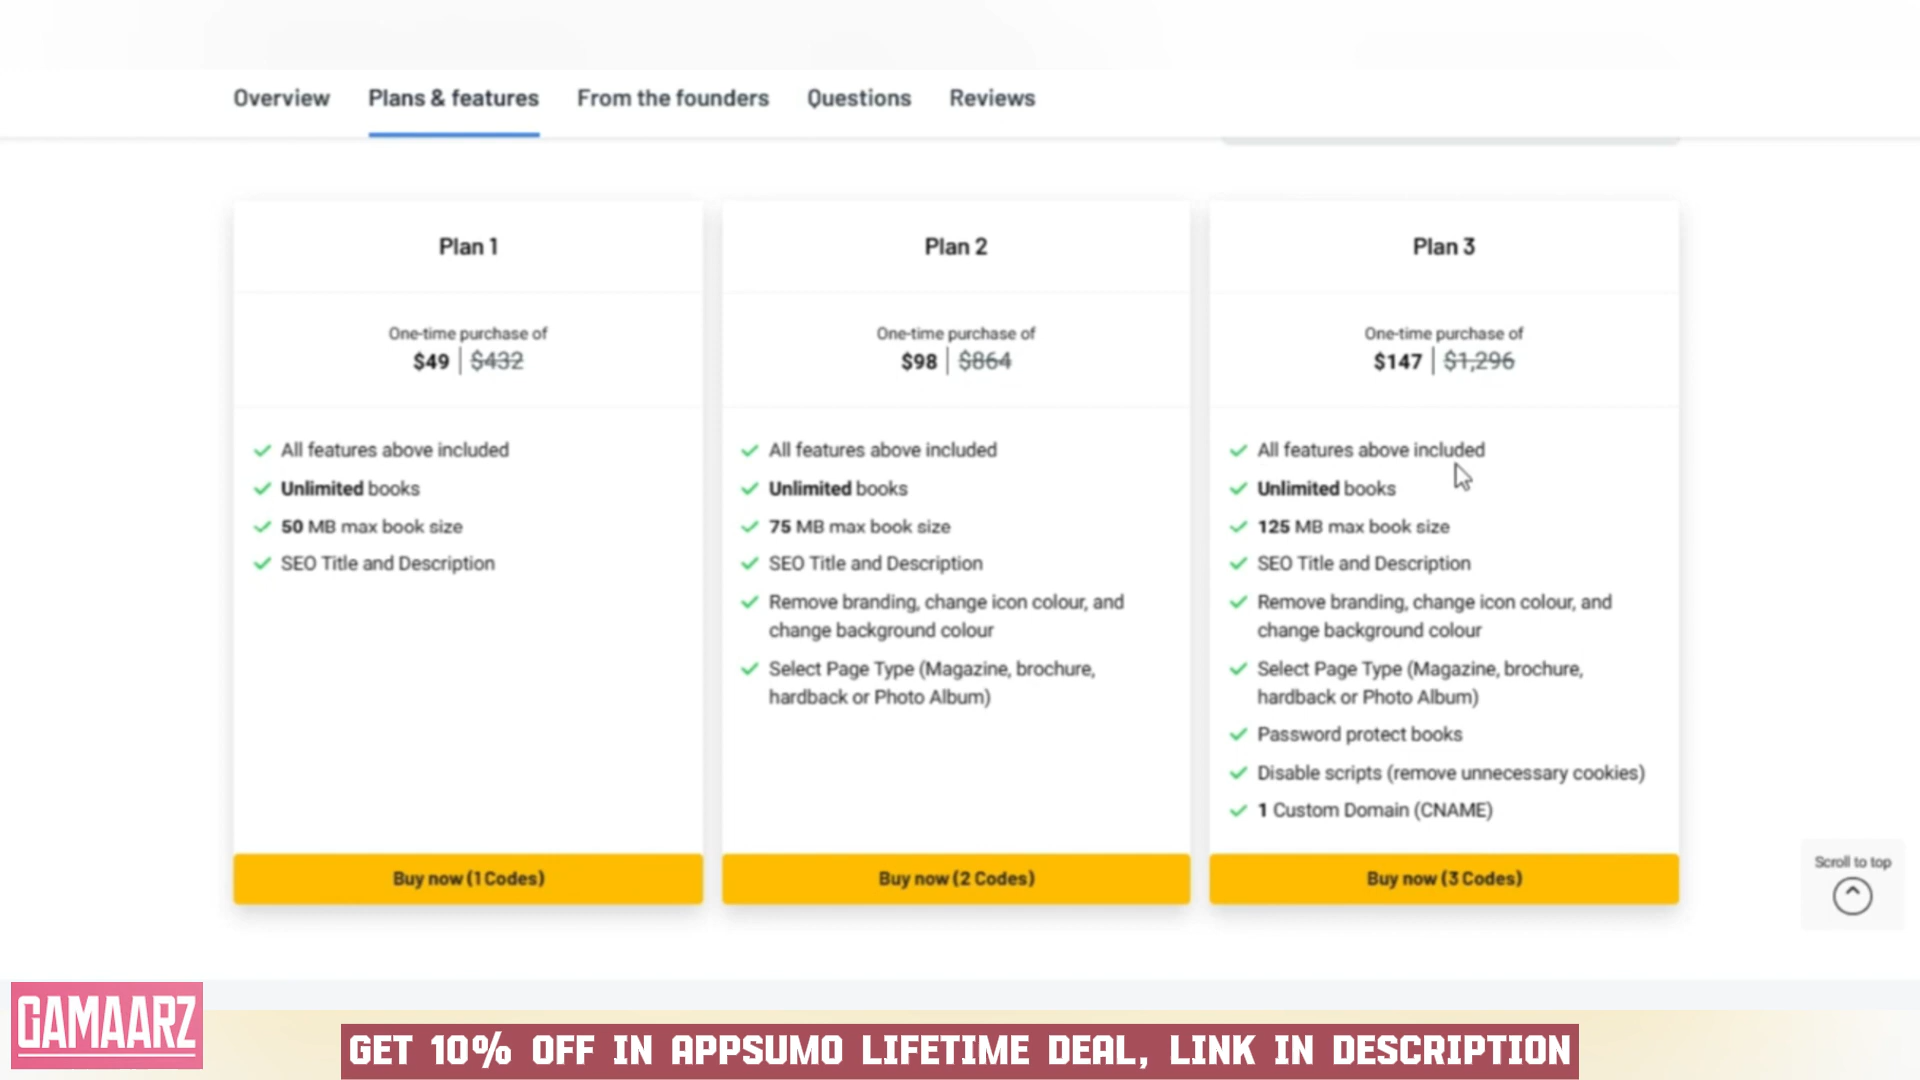 Overview Plans & features From the founders Questions Reviews
Plan 1
One-time purchase of
$49 | $432
All features above included
Unlimited books
50 MB max book size
SEO Title and Description
Buy now (1 Codes)
Plan 2
One-time purchase of
$98 | $864
All features above included
Unlimited books
75 MB max book size
SEO Title and Description
Remove branding, change icon colour, and
change background colour
Select Page Type (Magazine, brochure,
hardback or Photo Album)
Buy now (2 Codes)
Plan 3
One-time purchase of
$147 | $1,296
All features above included
Unlimited books
125 MB max book size
SEO Title and Description
Remove branding, change icon colour, and
change background colour
Select Page Type (Magazine, brochure,
hardback or Photo Album)
Password protect books
Disable scripts (remove unnecessary cookies)
1 Custom Domain (CNAME)
Buy now (3 Codes)
Scroll to top
GAMAARZ
GET 10% OFF IN APPSUMO LIFETIME DEAL, LINK IN DESCRIPTION